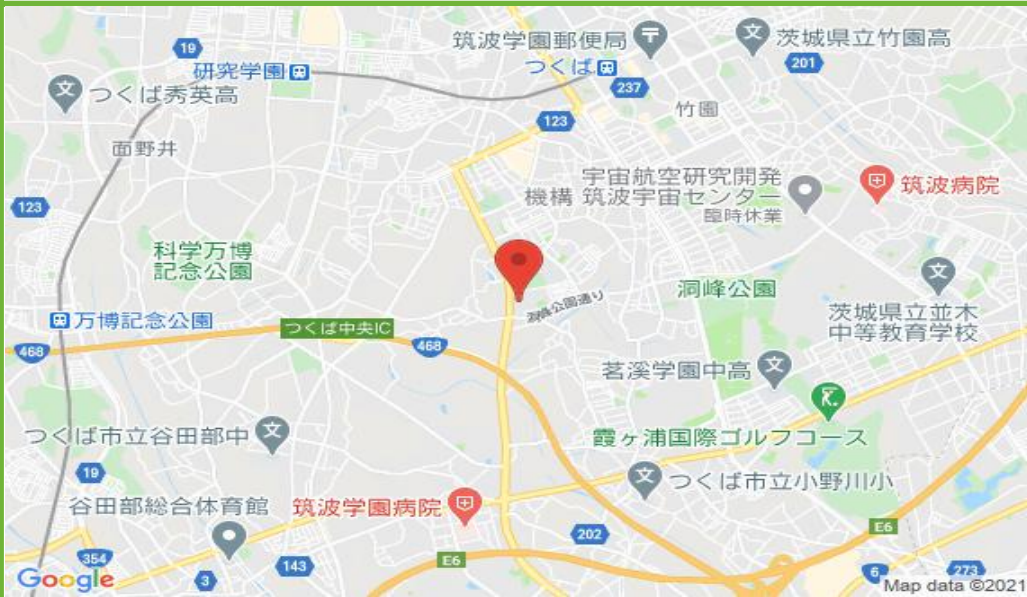 筑波学園郵便局
茨城県立竹園高
19
研究学園
つくば
201
つくば秀英高
237
竹園
123
面野井
宇宙航空研究開発
機構 筑波宇宙センター
臨時休業
筑波病院
123
科学万博
記念公園
洞峰公園
洞峰公園通り
茨城県立並木
中等教育学校
万博記念公園
つくば中央IC
468
468
茗溪学園中高
つくば市立谷田部中
霞ヶ浦国際ゴルフコース
19
つくば市立小野川小
谷田部総合体育館
筑波学園病院
202
E6
354
143
E6
Google
3
6
273
Map data ©2021